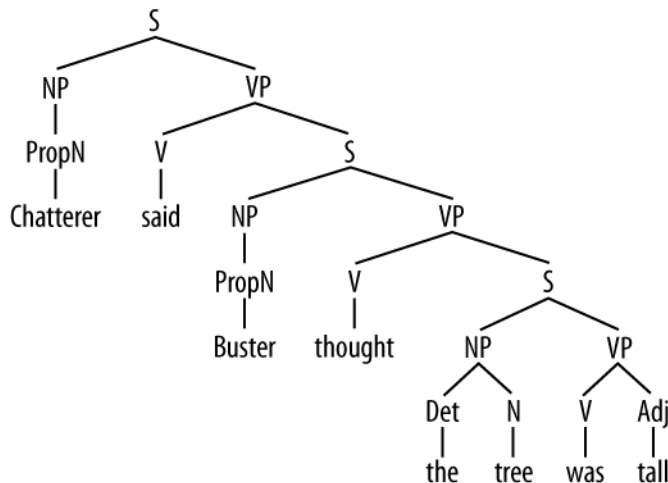 S
NP VP
PropN V S
Chatterer said NP VP
PropN V S
Buster thought NP VP
Det N V Adj
the tree was tall